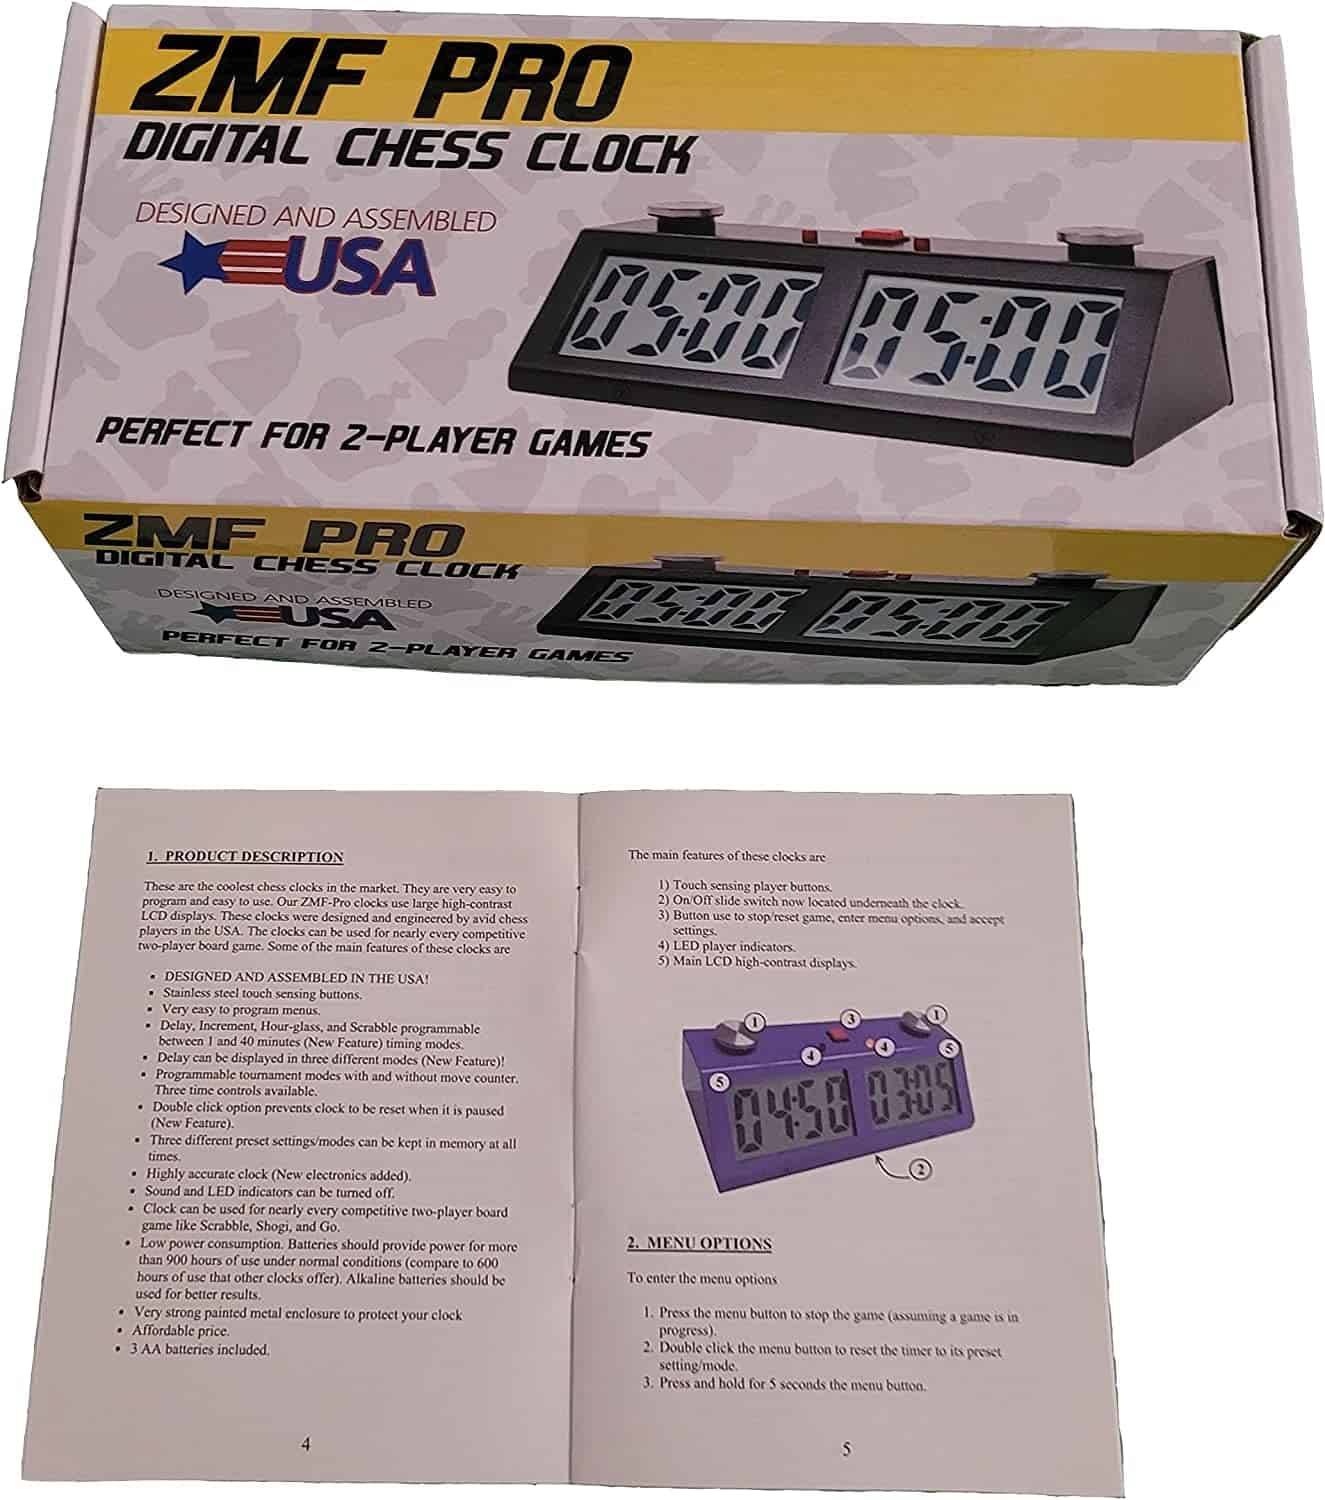 ZMF PRO
DIGITAL CHESS CLOCK
DESIGNED AND ASSEMBLED
USA
05:00 05:00
PERFECT FOR 2-PLAYER GAMES
ZMF PRO
DIGITAL CHESS CLOCK
DESIGNED AND ASSEMBLED
USA
05:00 05:00
PERFECT FOR 2-PLAYER GAMES
1. PRODUCT DESCRIPTION
These are the coolest chess clocks in the market. They are very easy to
program and easy to use. Our ZMF-Pro clocks use large high-contrast
LCD displays. These clocks were designed and engineered by avid chess
players in the USA. The clocks can be used for nearly every competitive
two-player board game. Some of the main features of these clocks are
• DESIGNED AND ASSEMBLED IN THE USA!
• Stainless steel touch sensing buttons.
• Very easy to program menus.
• Delay, Increment, Hour-glass, and Scrabble programmable
between 1 and 40 minutes (New Feature) timing modes.
• Delay can be displayed in three different modes (New Feature)!
• Programmable tournament modes with and without move counter.
Three time controls available.
• Double click option prevents clock to be reset when it is paused
(New Feature).
• Three different preset settings/modes can be kept in memory at all
times.
• Highly accurate clock (New electronics added).
• Sound and LED indicators can be turned off.
• Clock can be used for nearly every competitive two-player board
game like Scrabble, Shogi, and Go.
• Low power consumption. Batteries should provide power for more
than 900 hours of use under normal conditions (compare to 600
hours of use that other clocks offer). Alkaline batteries should be
used for better results.
• Very strong painted metal enclosure to protect your clock
• Affordable price.
• 3 AA batteries included.
4
The main features of these clocks are
1) Touch sensing player buttons.
2) On/Off slide switch now located underneath the clock.
3) Button use to stop/reset game, enter menu options, and accept
settings.
4) LED player indicators.
5) Main LCD high-contrast displays.
1 3 1
4 4 5
5
04:50 03:05
2
2. MENU OPTIONS
To enter the menu options
1. Press the menu button to stop the game (assuming a game is in
progress).
2. Double click the menu button to reset the timer to its preset
setting/mode.
3. Press and hold for 5 seconds the menu button.
5